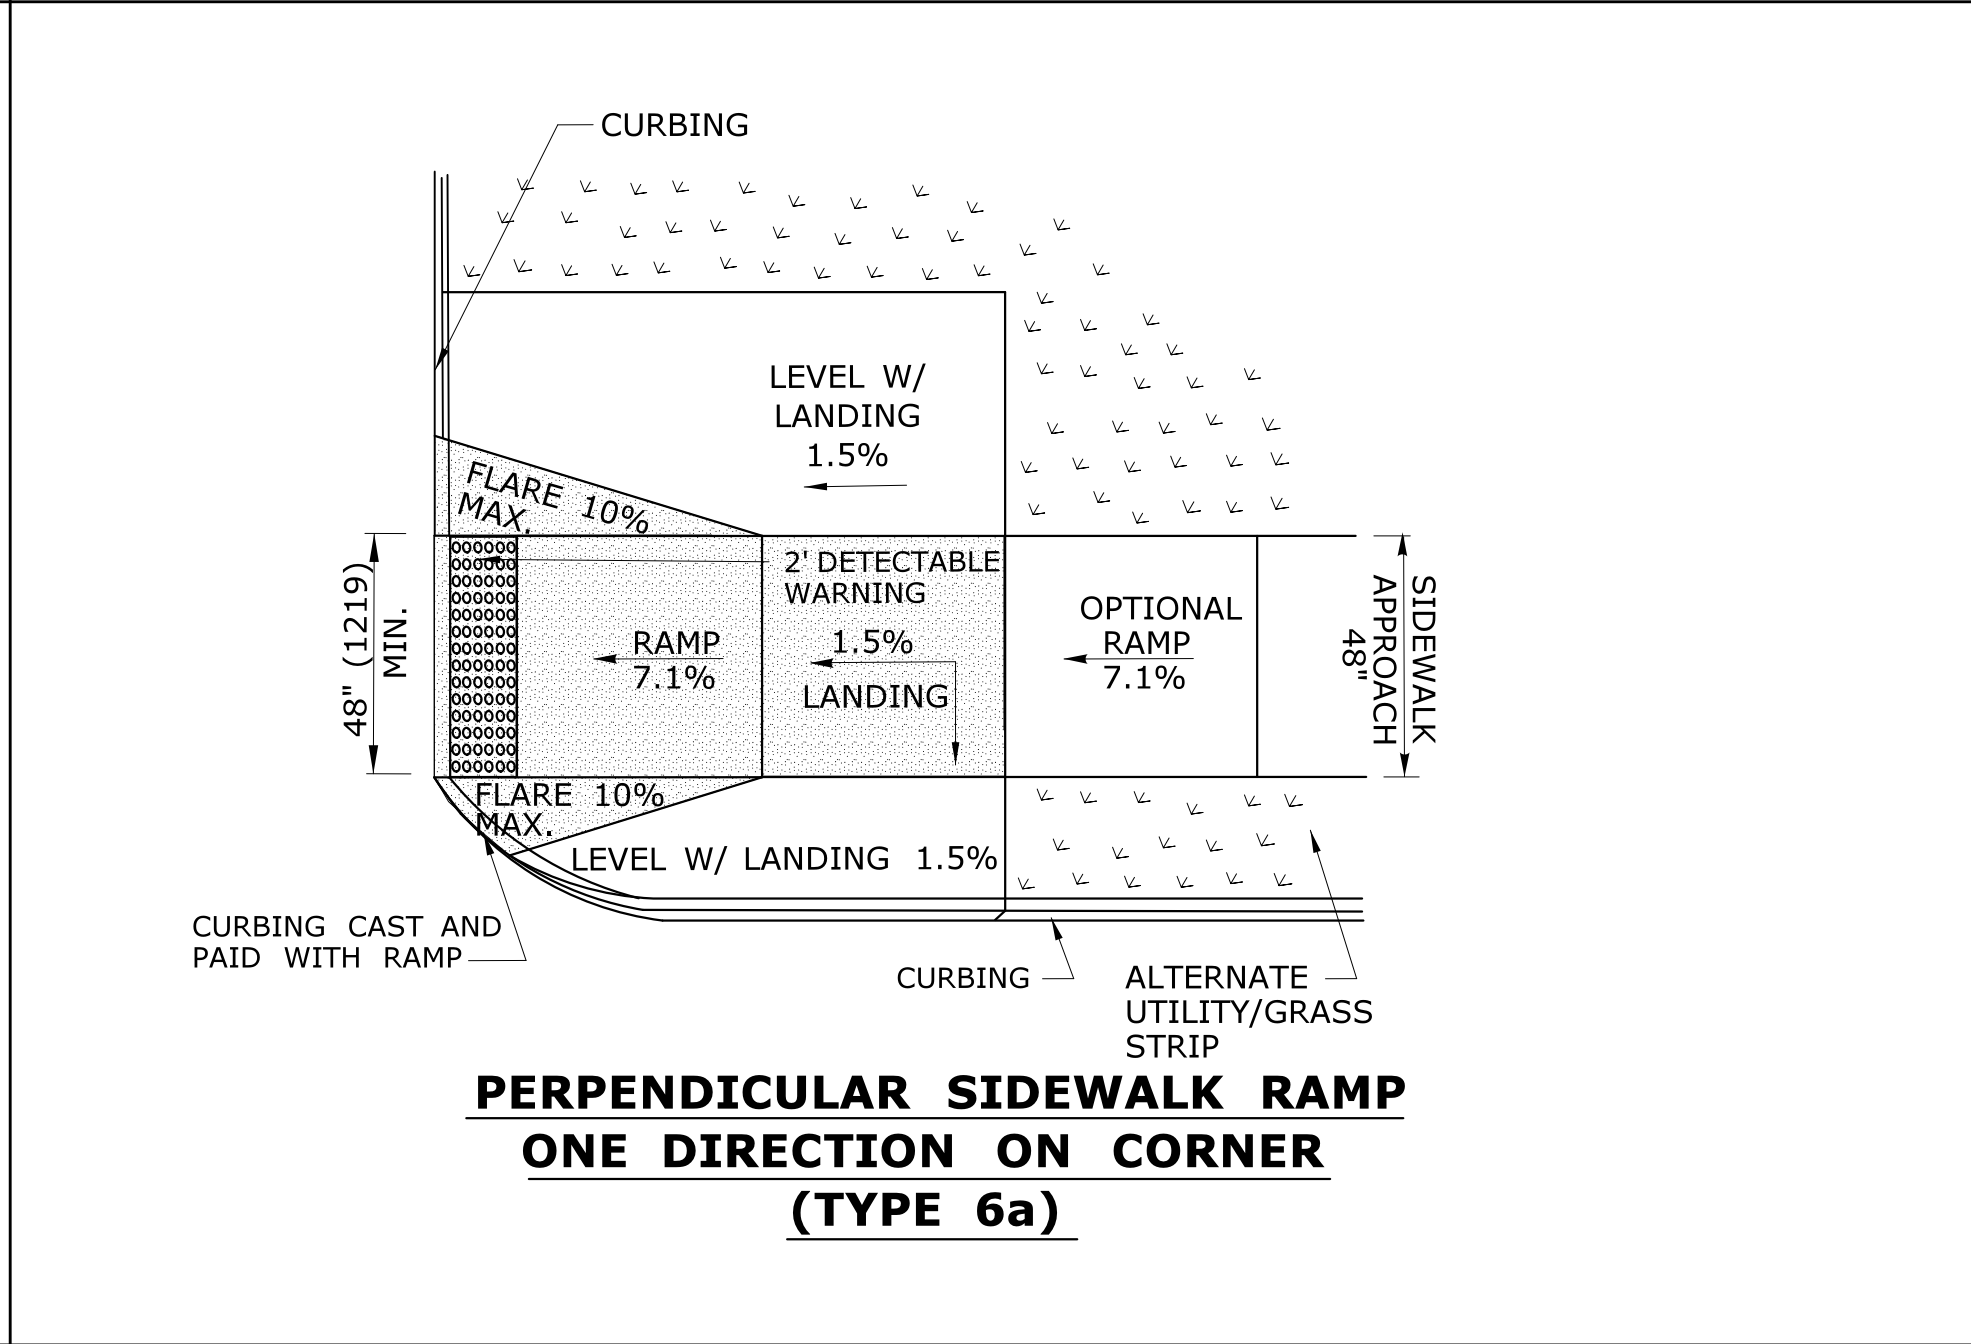 CURBING
LEVEL W/
LANDING
1.5%
FLARE 10%
MAX.
2' DETECTABLE
WARNING
48" (1219)
MIN.
RAMP
7.1%
1.5%
LANDING
OPTIONAL
RAMP
7.1%
SIDEWALK
APPROACH
48"
FLARE 10%
MAX.
LEVEL W/ LANDING 1.5%
CURBING CAST AND
PAID WITH RAMP
CURBING
ALTERNATE
UTILITY/GRASS
STRIP
PERPENDICULAR SIDEWALK RAMP
ONE DIRECTION ON CORNER
(TYPE 6a)